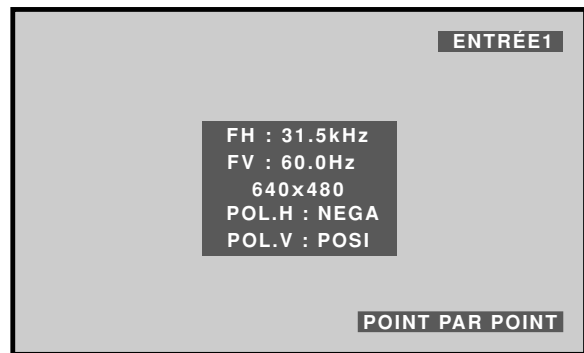 ENTRÉE1
FH : 31.5kHz
FV : 60.0Hz
640x480
POL.H : NEGA
POL.V : POSI
POINT PAR POINT